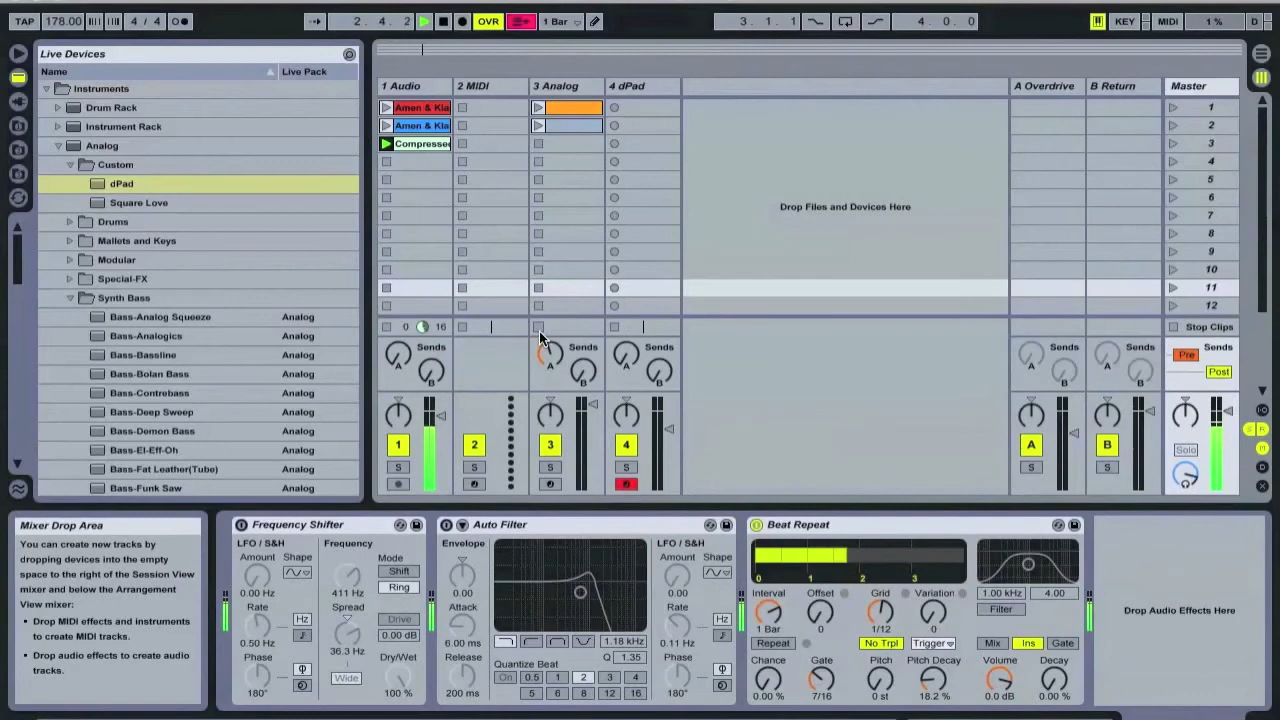 TAP 178.00 4 / 4 2. 4. 2 OVR 1 Bar 3. 1. 1 4. 0. 0 KEY MIDI 1 % D
Live Devices
Name Live Pack
Instruments
Drum Rack
Instrument Rack
Analog
Custom
dPad
Square Love
Drums
Mallets and Keys
Modular
Special-FX
Synth Bass
Bass-Analog Squeeze Analog
Bass-Analogics Analog
Bass-Bassline Analog
Bass-Bolan Bass Analog
Bass-Contrebass Analog
Bass-Deep Sweep Analog
Bass-Demon Bass Analog
Bass-El-Eff-Oh Analog
Bass-Fat Leather(Tube) Analog
Bass-Funk Saw Analog
1 Audio 2 MIDI 3 Analog 4 dPad A Overdrive B Return Master
Amen & Kla 1
Amen & Kla 2
Compressed 3
4
5
6
7
Drop Files and Devices Here
8
9
10
11
12
0 16 Stop Clips
Sends Sends Sends Sends Sends Sends
A A A A A Pre
B B B B B Post
1 2 3 4 A B Solo
S S S S S
Mixer Drop Area
You can create new tracks by
dropping devices into the empty
space to the right of the Session View
mixer and below the Arrangement
View mixer:
Drop MIDI effects and instruments
to create MIDI tracks.
Drop audio effects to create audio
tracks.
Frequency Shifter
LFO / S&H Frequency
Amount Shape Mode
Shift
0.00 Hz 411 Hz Ring
Rate Hz Spread Drive
0.50 Hz 36.3 Hz 0.00 dB
Phase Dry/Wet
Wide
180° 100 %
Auto Filter
Envelope LFO / S&H
Amount Shape
0.00 0.00
Attack Rate Hz
6.00 ms 1.18 kHz 0.11 Hz
Release Q 1.35
Quantize Beat Phase
On 0.5 1 2 3 4
200 ms 5 6 8 12 16 180°
Beat Repeat
0 1 2 3
Interval Offset Grid Variation 1.00 kHz 4.00
Filter
1 Bar 0 1/12 0
Repeat No Trpl Trigger Mix Ins Gate
Chance Gate Pitch Pitch Decay Volume Decay
0.00 % 7/16 0 st 18.2 % 0.0 dB 0.00 %
Drop Audio Effects Here